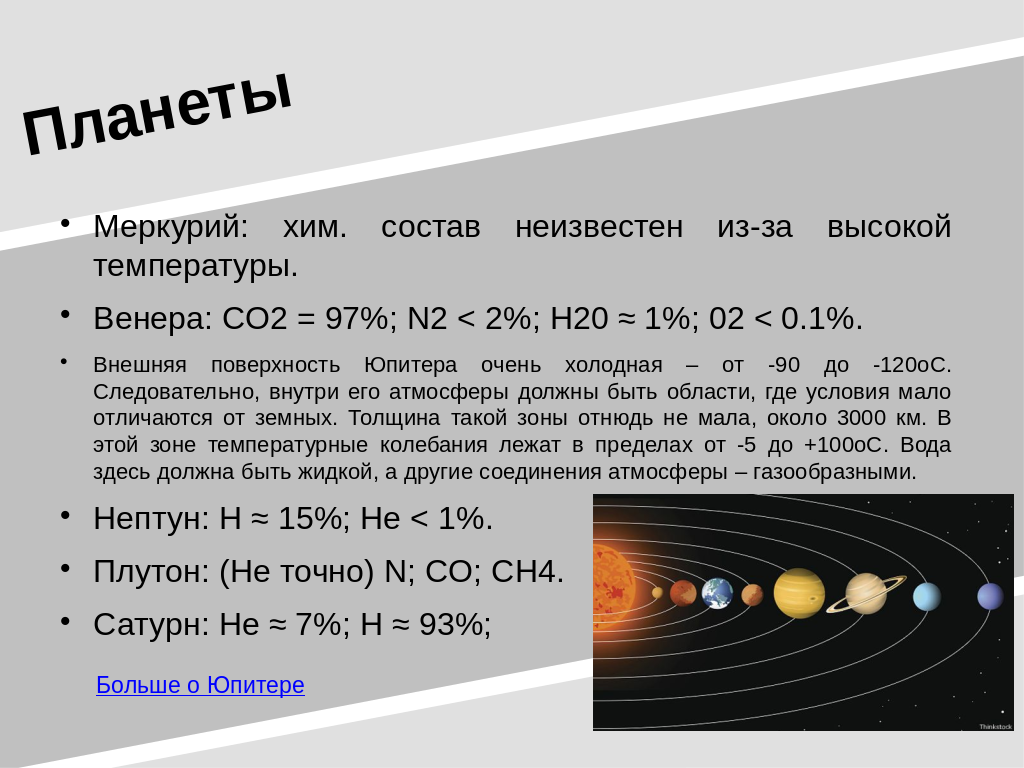 Планеты
• Меркурий: хим. состав неизвестен из-за высокой
температуры.
• Венера: CO2 = 97%; N2 < 2%; H20 ≈ 1%; 02 < 0.1%.
• Внешняя поверхность Юпитера очень холодная – от -90 до -120оС.
Следовательно, внутри его атмосферы должны быть области, где условия мало
отличаются от земных. Толщина такой зоны отнюдь не мала, около 3000 км. В
этой зоне температурные колебания лежат в пределах от -5 до +100оС. Вода
здесь должна быть жидкой, а другие соединения атмосферы – газообразными.
• Нептун: H ≈ 15%; He < 1%.
• Плутон: (Не точно) N; CO; CH4.
• Сатурн: He ≈ 7%; H ≈ 93%;
Больше о Юпитере
Thinkstock